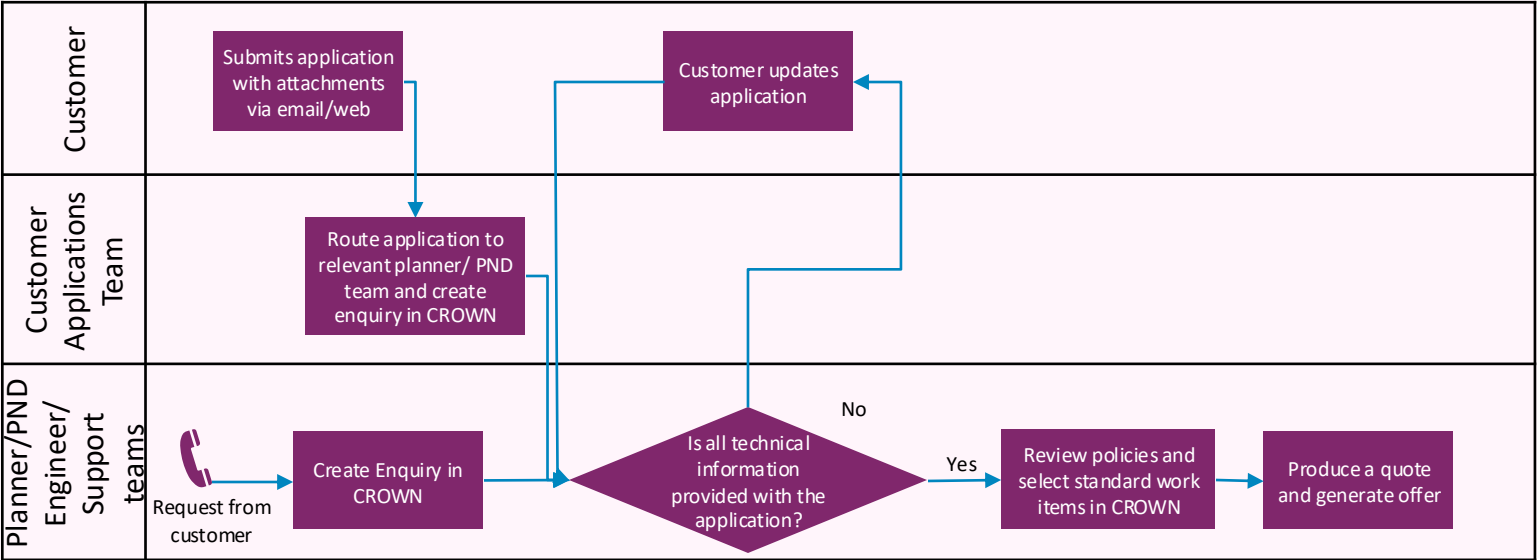 Customer
Submits application
with attachments
via email/web
Customer updates
application
Customer
Applications
Team
Route application to
relevant planner/ PND
team and create
enquiry in CROWN
Planner/PND
Engineer/
Support
teams
Request from
customer
Create Enquiry in
CROWN
Is all technical
information
provided with the
application?
No
Yes
Review policies and
select standard work
items in CROWN
Produce a quote
and generate offer